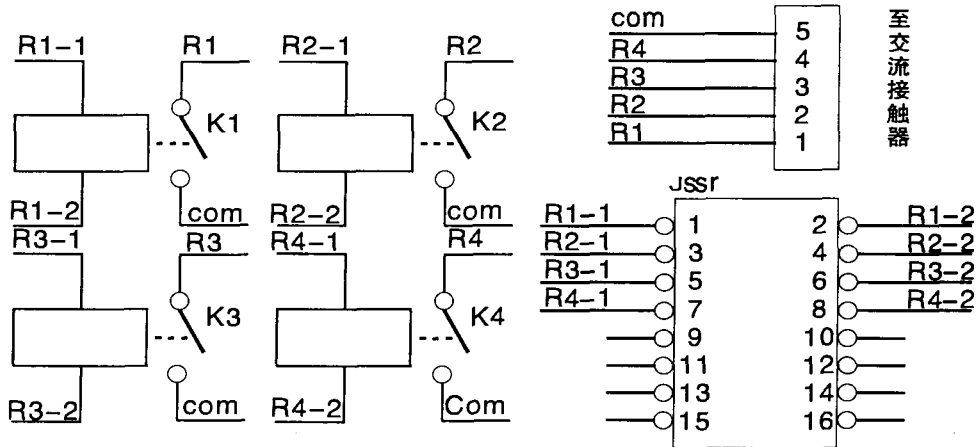 R1-1
R1
K1
R1-2
com
R2-1
R2
K2
R2-2
com
R3-1
R3
K3
R3-2
com
R4-1
R4
K4
R4-2
Com
com 5
R4 4
R3 3
R2 2
R1 1
至交流接触器
Jssr
R1-1 1 2 R1-2
R2-1 3 4 R2-2
R3-1 5 6 R3-2
R4-1 7 8 R4-2
9 10
11 12
13 14
15 16